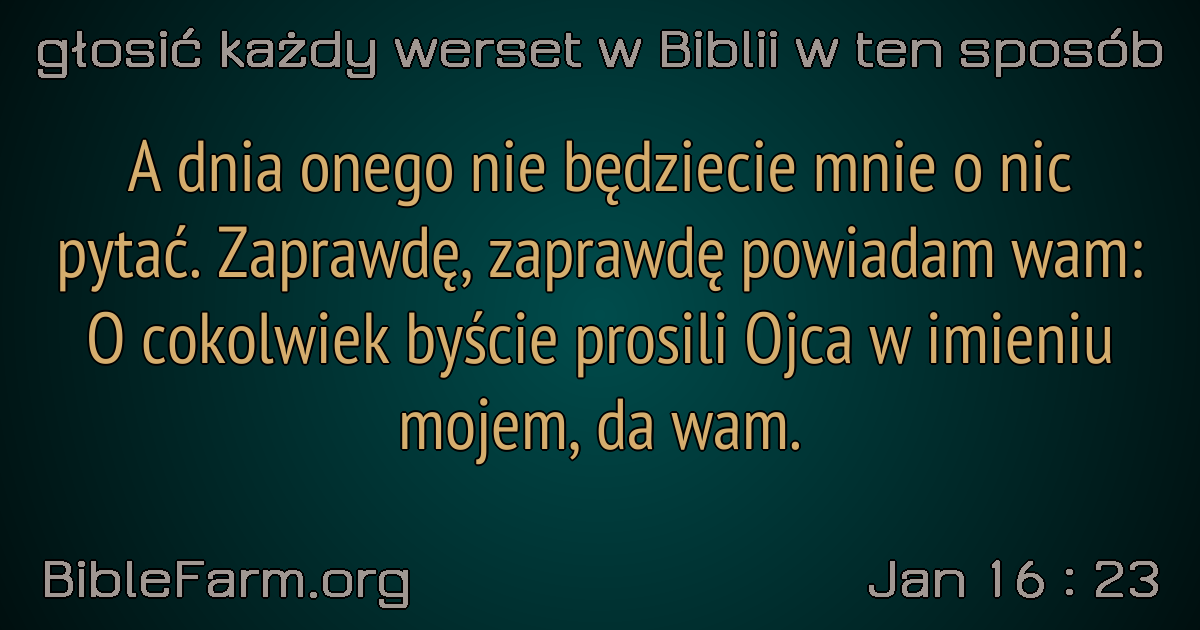 głosić każdy werset w Biblii w ten sposób
A dnia onego nie będziecie mnie o nic
pytać. Zaprawdę, zaprawdę powiadam wam:
O cokolwiek byście prosili Ojca w imieniu
mojem, da wam.
BibleFarm.org
Jan 16 : 23